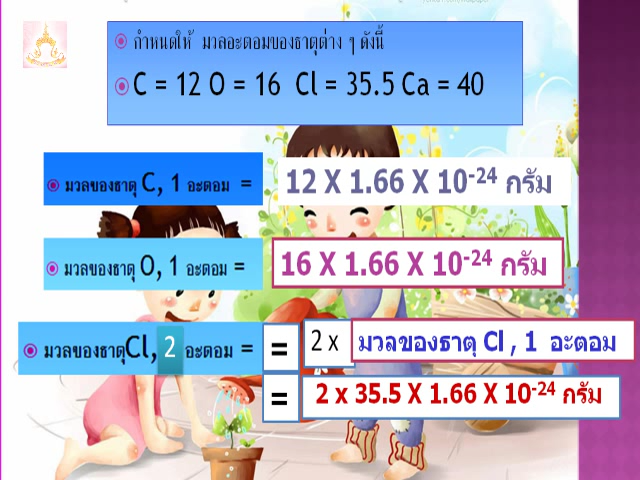 กำหนดให้ มวลอะตอมของธาตุต่าง ๆ ดังนี้
C = 12 O = 16 Cl = 35.5 Ca = 40
มวลของธาตุ C, 1 อะตอม = 12 X 1.66 X 10⁻²⁴ กรัม
มวลของธาตุ O, 1 อะตอม = 16 X 1.66 X 10⁻²⁴ กรัม
มวลของธาตุCl, 2 อะตอม = = 2 x มวลของธาตุ Cl , 1 อะตอม
= 2 x 35.5 X 1.66 X 10⁻²⁴ กรัม